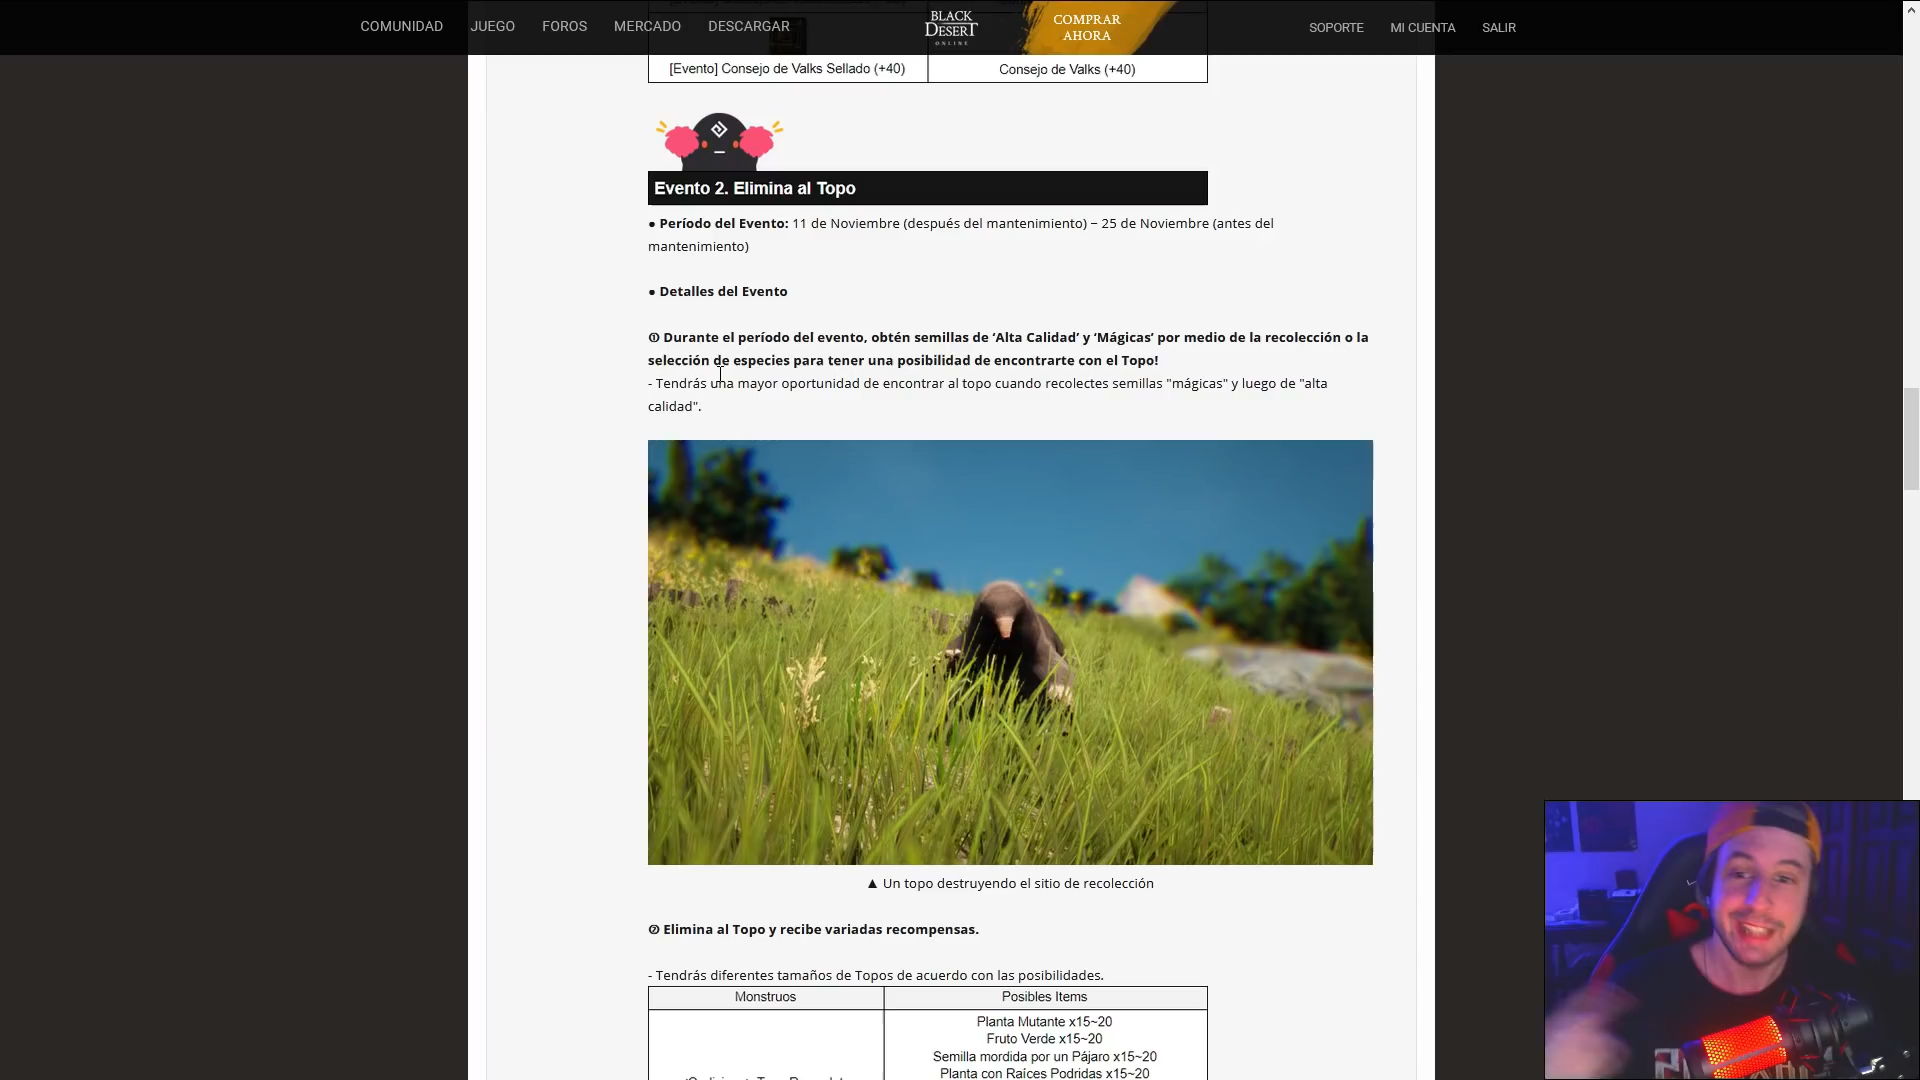 COMUNIDAD JUEGO FOROS MERCADO DESCARGAR
BLACK DESERT ONLINE
COMPRAR AHORA
SOPORTE MI CUENTA SALIR
[Evento] Consejo de Valks Sellado (+40) Consejo de Valks (+40)
Evento 2. Elimina al Topo
● Período del Evento: 11 de Noviembre (después del mantenimiento) – 25 de Noviembre (antes del
mantenimiento)
● Detalles del Evento
① Durante el período del evento, obtén semillas de ‘Alta Calidad’ y ‘Mágicas’ por medio de la recolección o la
selección de especies para tener una posibilidad de encontrarte con el Topo!
- Tendrás una mayor oportunidad de encontrar al topo cuando recolectes semillas "mágicas" y luego de "alta
calidad".
▲ Un topo destruyendo el sitio de recolección
② Elimina al Topo y recibe variadas recompensas.
- Tendrás diferentes tamaños de Topos de acuerdo con las posibilidades.
Monstruos Posibles Items
Planta Mutante x15~20
Fruto Verde x15~20
Semilla mordida por un Pájaro x15~20
Planta con Raíces Podridas x15~20